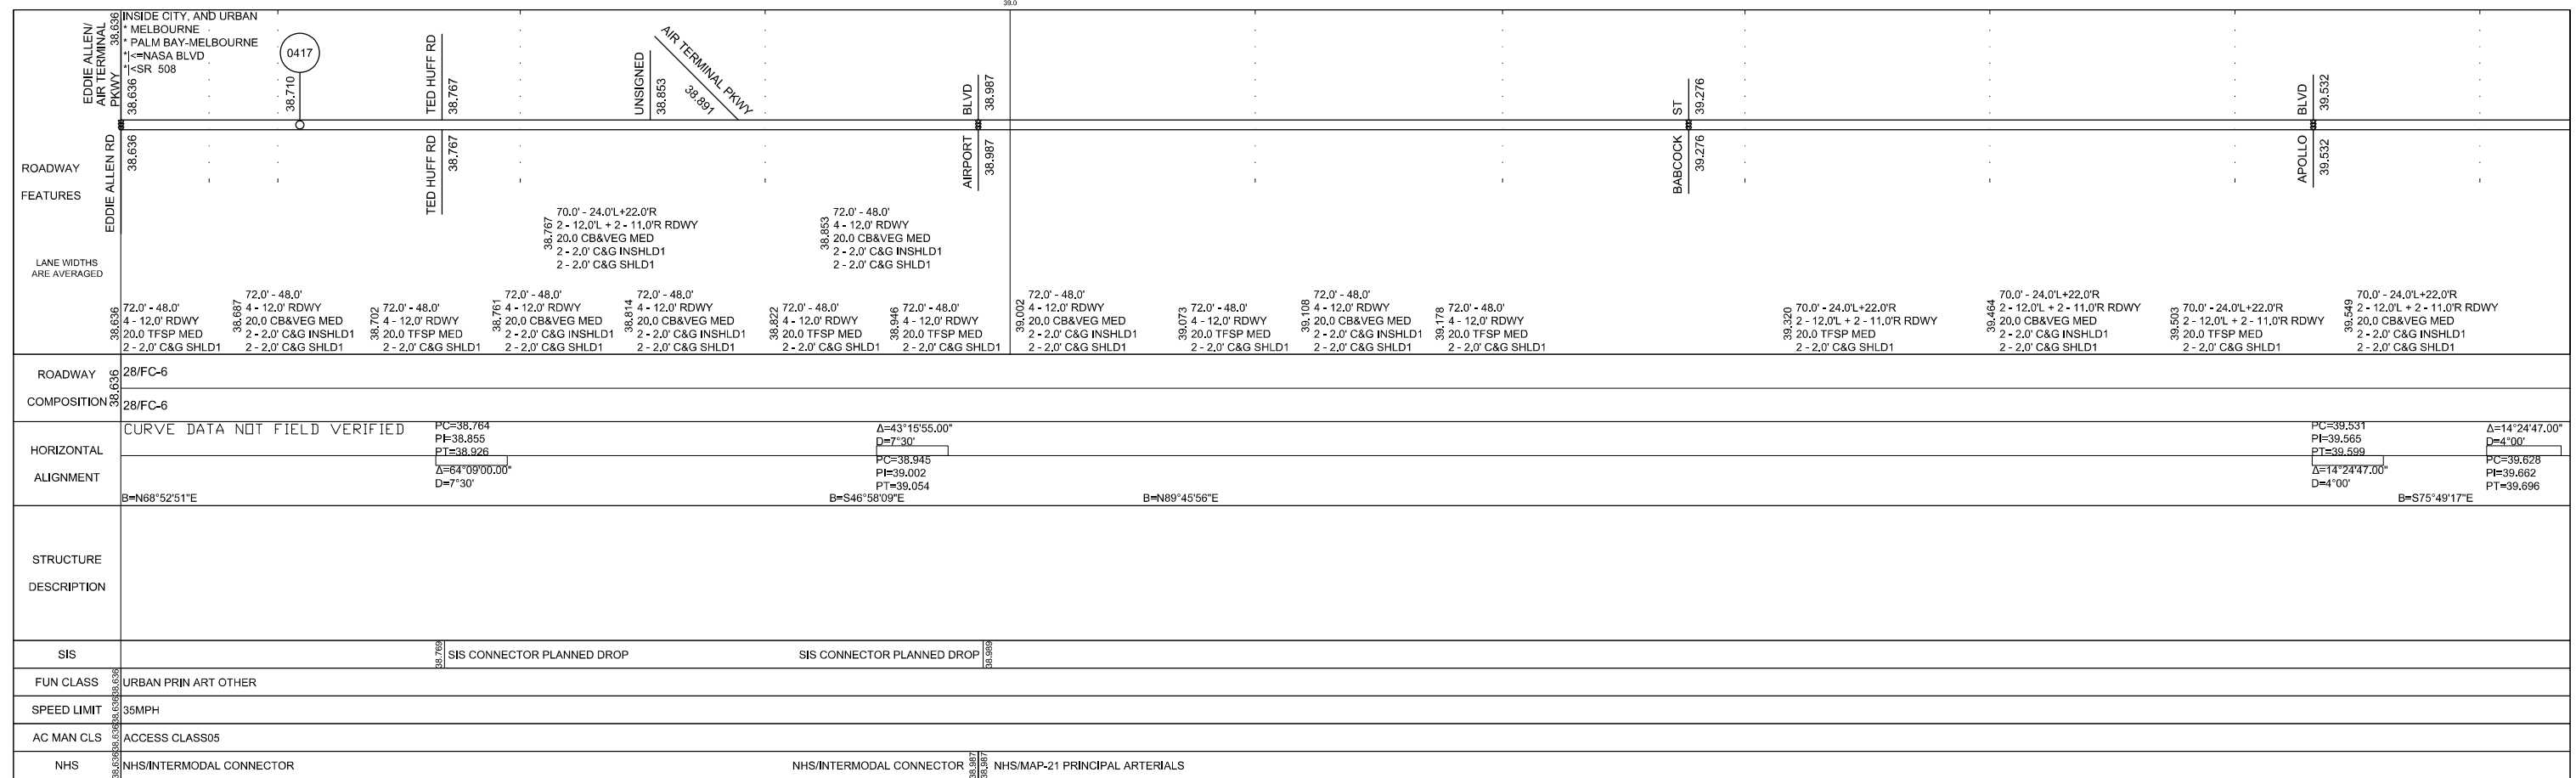 39.0
EDDIE ALLEN/
AIR TERMINAL
PKWY
38.636
38.636
INSIDE CITY, AND URBAN
* MELBOURNE
* PALM BAY-MELBOURNE
*|<=NASA BLVD
*|<SR 508
0417
38.710
TED HUFF RD
38.767
UNSIGNED
38.853
AIR TERMINAL PKWY
38.891
BLVD
38.987
ST
39.276
BLVD
39.532
ROADWAY
FEATURES
EDDIE ALLEN RD
38.636
TED HUFF RD
38.767
AIRPORT
38.987
BABCOCK
39.276
APOLLO
39.532
LANE WIDTHS
ARE AVERAGED
38.767
70.0' - 24.0'L+22.0'R
2 - 12.0'L + 2 - 11.0'R RDWY
20.0 CB&VEG MED
2 - 2.0' C&G INSHLD1
2 - 2.0' C&G SHLD1
38.853
72.0' - 48.0'
4 - 12.0' RDWY
20.0 CB&VEG MED
2 - 2.0' C&G INSHLD1
2 - 2.0' C&G SHLD1
38.636
72.0' - 48.0'
4 - 12.0' RDWY
20.0 TFSP MED
2 - 2.0' C&G SHLD1
38.687
72.0' - 48.0'
4 - 12.0' RDWY
20.0 CB&VEG MED
2 - 2.0' C&G INSHLD1
2 - 2.0' C&G SHLD1
38.702
72.0' - 48.0'
4 - 12.0' RDWY
20.0 TFSP MED
2 - 2.0' C&G SHLD1
38.761
72.0' - 48.0'
4 - 12.0' RDWY
20.0 CB&VEG MED
2 - 2.0' C&G INSHLD1
2 - 2.0' C&G SHLD1
38.814
72.0' - 48.0'
4 - 12.0' RDWY
20.0 CB&VEG MED
2 - 2.0' C&G INSHLD1
2 - 2.0' C&G SHLD1
38.822
72.0' - 48.0'
4 - 12.0' RDWY
20.0 TFSP MED
2 - 2.0' C&G SHLD1
38.946
72.0' - 48.0'
4 - 12.0' RDWY
20.0 TFSP MED
2 - 2.0' C&G SHLD1
39.002
72.0' - 48.0'
4 - 12.0' RDWY
20.0 CB&VEG MED
2 - 2.0' C&G INSHLD1
2 - 2.0' C&G SHLD1
39.073
72.0' - 48.0'
4 - 12.0' RDWY
20.0 TFSP MED
2 - 2.0' C&G SHLD1
39.108
72.0' - 48.0'
4 - 12.0' RDWY
20.0 CB&VEG MED
2 - 2.0' C&G INSHLD1
2 - 2.0' C&G SHLD1
39.178
72.0' - 48.0'
4 - 12.0' RDWY
20.0 TFSP MED
2 - 2.0' C&G SHLD1
39.320
70.0' - 24.0'L+22.0'R
2 - 12.0'L + 2 - 11.0'R RDWY
20.0 TFSP MED
2 - 2.0' C&G SHLD1
39.464
70.0' - 24.0'L+22.0'R
2 - 12.0'L + 2 - 11.0'R RDWY
20.0 CB&VEG MED
2 - 2.0' C&G INSHLD1
2 - 2.0' C&G SHLD1
39.503
70.0' - 24.0'L+22.0'R
2 - 12.0'L + 2 - 11.0'R RDWY
20.0 TFSP MED
2 - 2.0' C&G SHLD1
39.549
70.0' - 24.0'L+22.0'R
2 - 12.0'L + 2 - 11.0'R RDWY
20.0 CB&VEG MED
2 - 2.0' C&G INSHLD1
2 - 2.0' C&G SHLD1
ROADWAY
COMPOSITION
38.636
28/FC-6
28/FC-6
HORIZONTAL
ALIGNMENT
CURVE DATA NOT FIELD VERIFIED
B=N68°52'51"E
PC=38.764
PI=38.855
PT=38.926
Δ=64°09'00.00"
D=7°30'
B=S46°58'09"E
Δ=43°15'55.00"
D=7°30'
PC=38.945
PI=39.002
PT=39.054
B=N89°45'56"E
PC=39.531
PI=39.565
PT=39.599
Δ=14°24'47.00"
D=4°00'
B=S75°49'17"E
Δ=14°24'47.00"
D=4°00'
PC=39.628
PI=39.662
PT=39.696
STRUCTURE
DESCRIPTION
SIS
38.769
SIS CONNECTOR PLANNED DROP
SIS CONNECTOR PLANNED DROP
38.989
FUN CLASS
38.636
URBAN PRIN ART OTHER
SPEED LIMIT
38.636
35MPH
AC MAN CLS
38.636
ACCESS CLASS05
NHS
38.636
NHS/INTERMODAL CONNECTOR
NHS/INTERMODAL CONNECTOR
38.987
38.987
NHS/MAP-21 PRINCIPAL ARTERIALS